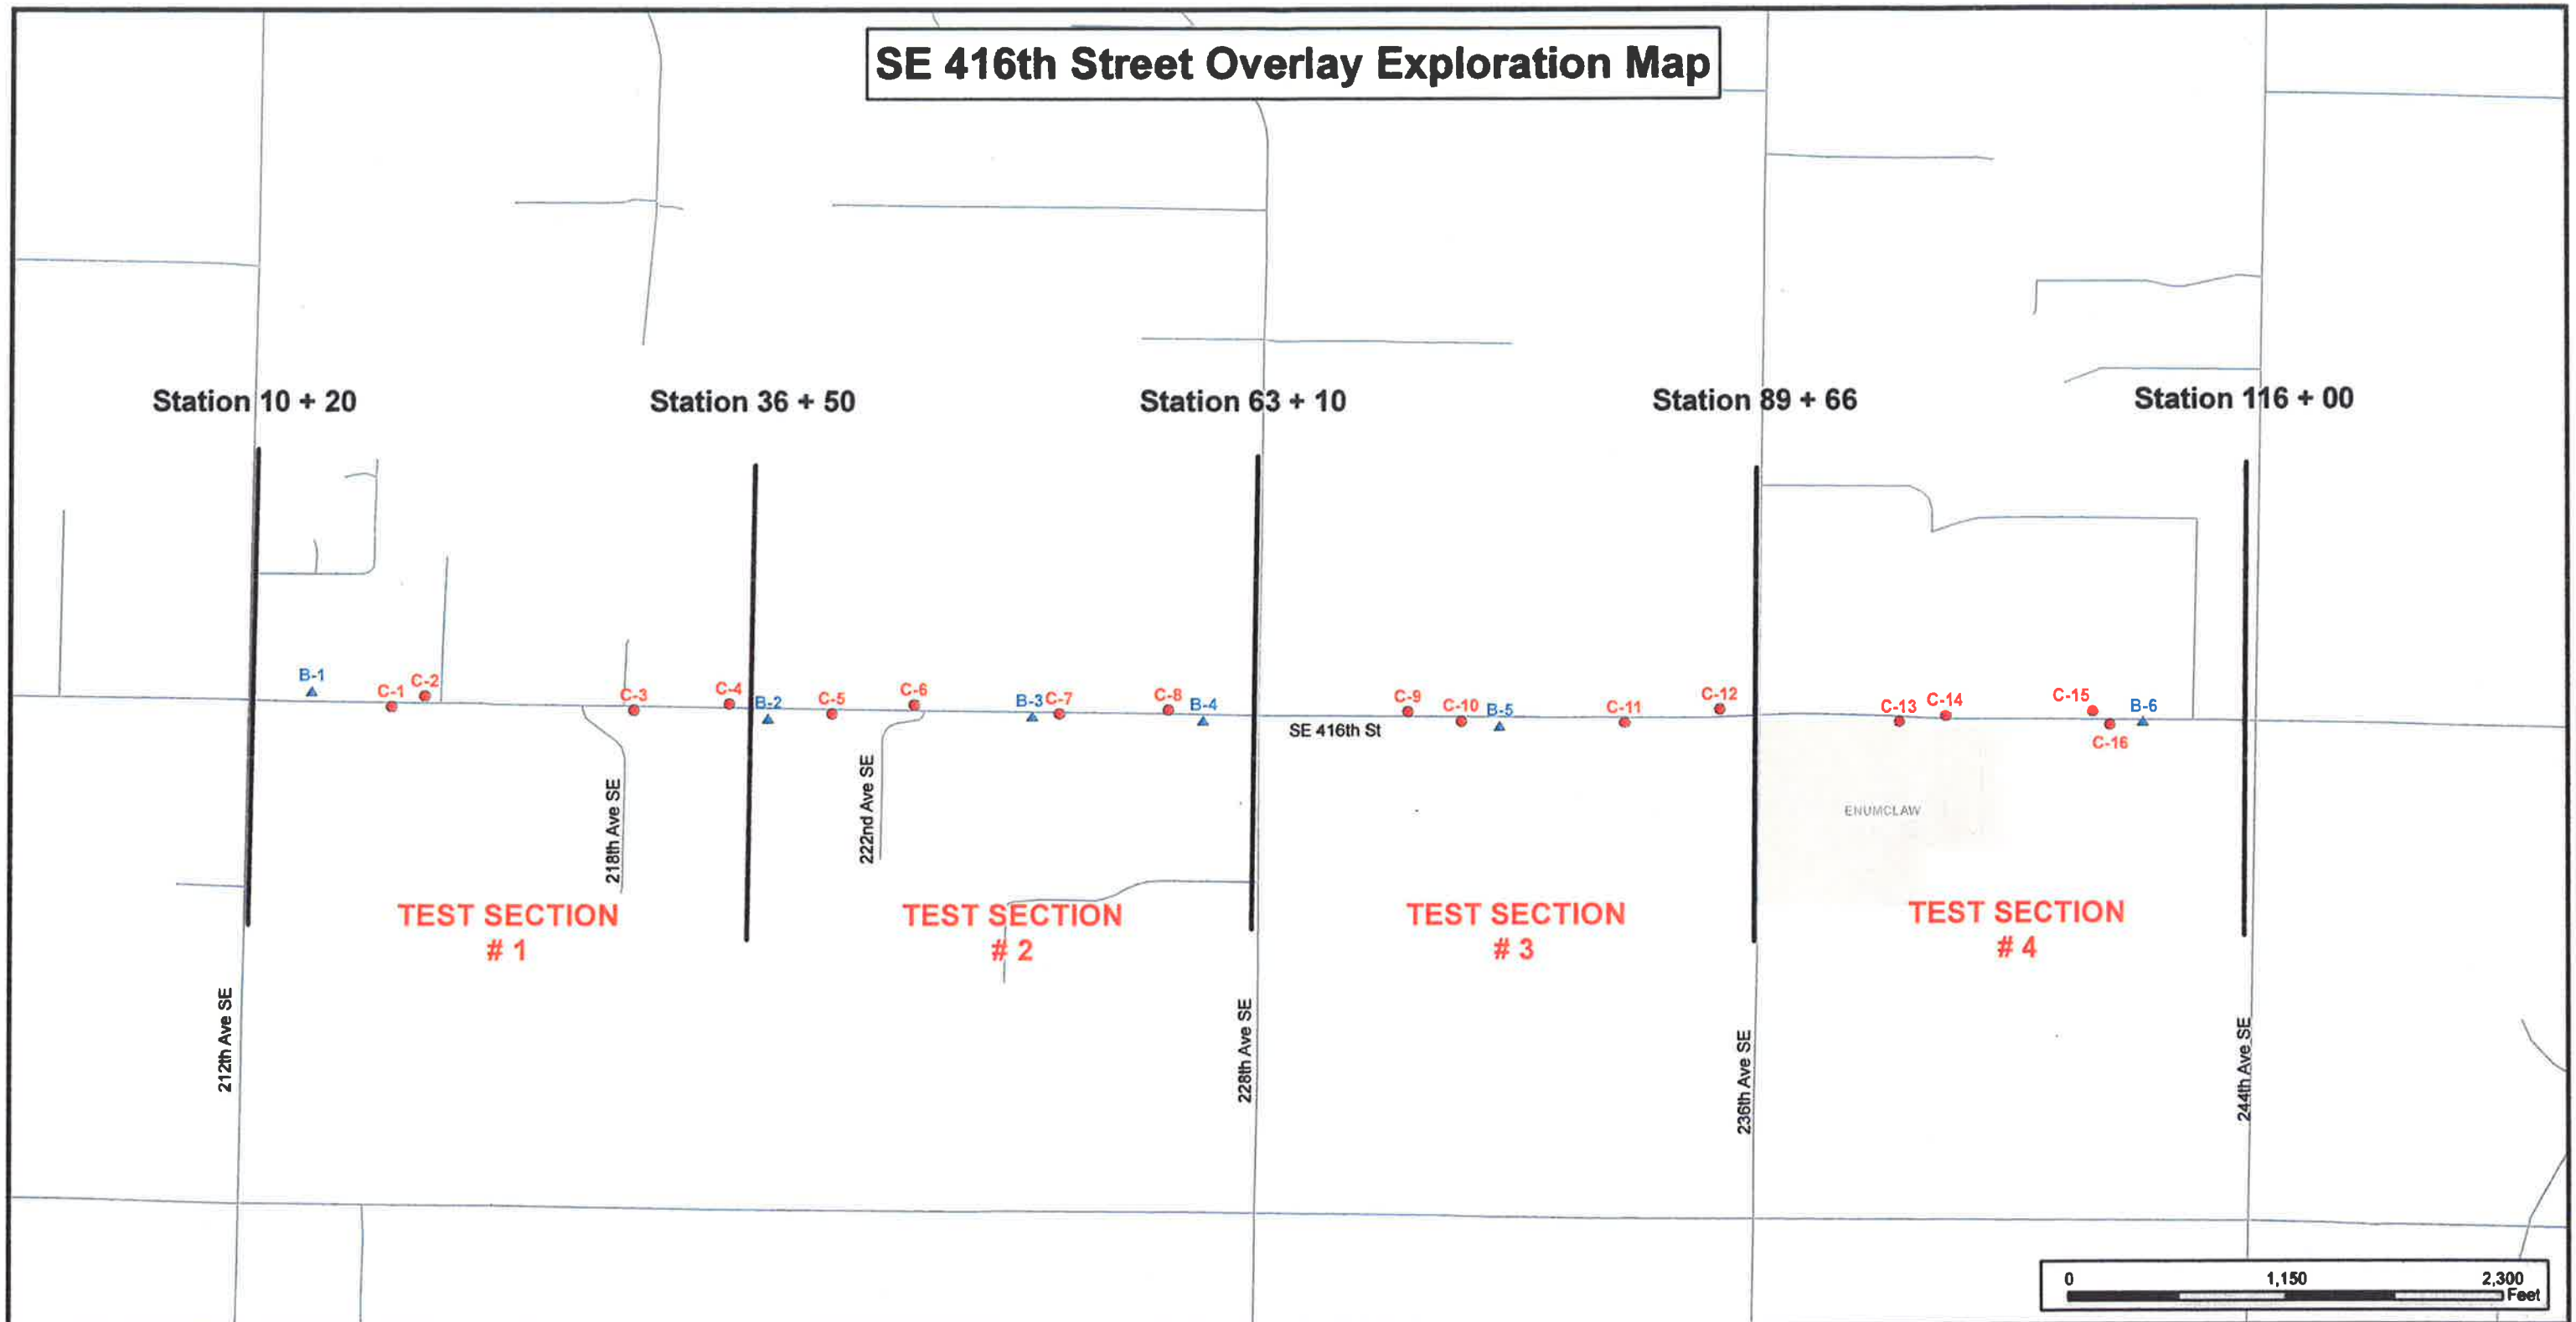 SE 416th Street Overlay Exploration Map
Station 10 + 20
Station 36 + 50
Station 63 + 10
Station 89 + 66
Station 116 + 00
B-1
C-1
C-2
C-3
C-4
B-2
C-5
C-6
B-3
C-7
C-8
B-4
C-9
C-10
B-5
C-11
C-12
C-13
C-14
C-15
C-16
B-6
SE 416th St
218th Ave SE
222nd Ave SE
ENUMCLAW
TEST SECTION
# 1
TEST SECTION
# 2
TEST SECTION
# 3
TEST SECTION
# 4
212th Ave SE
228th Ave SE
236th Ave SE
244th Ave SE
0 1,150 2,300
Feet